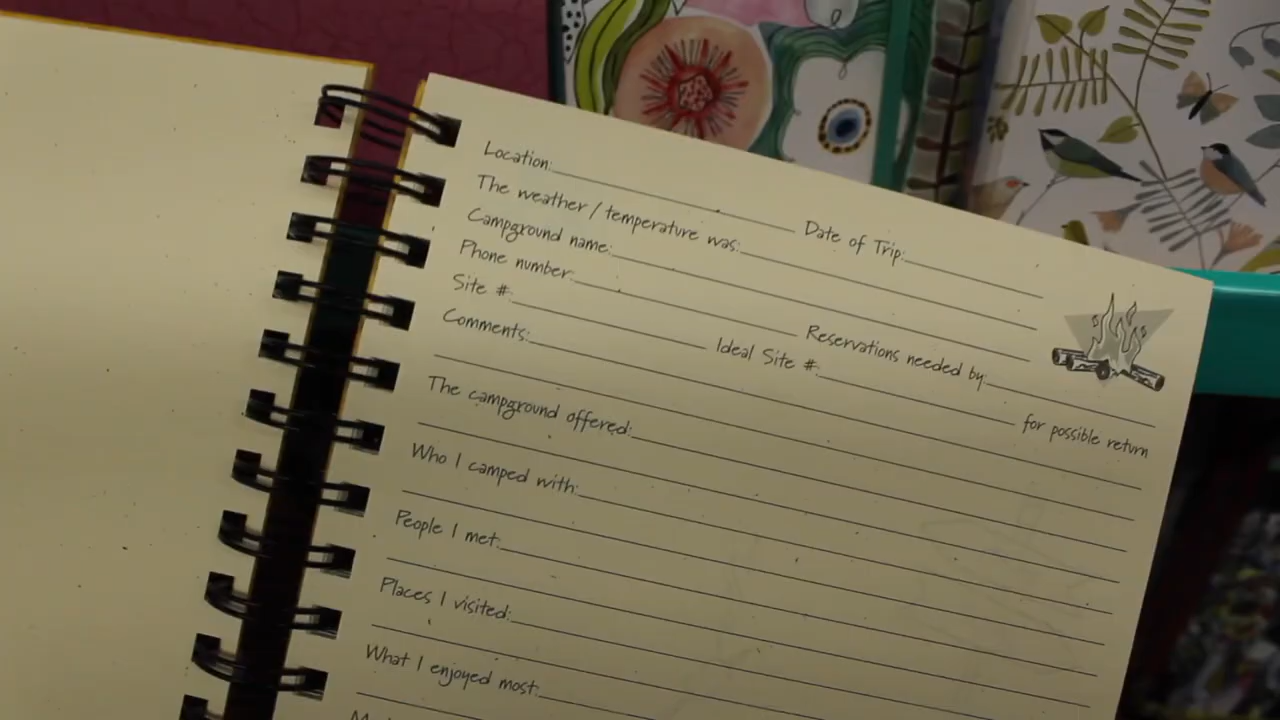 Location: Date of Trip:
The weather / temperature was:
Campground name:
Phone number: Reservations needed by:
Site #: Ideal Site #: for possible return
Comments:
The campground offered:
Who I camped with:
People I met:
Places I visited:
What I enjoyed most: